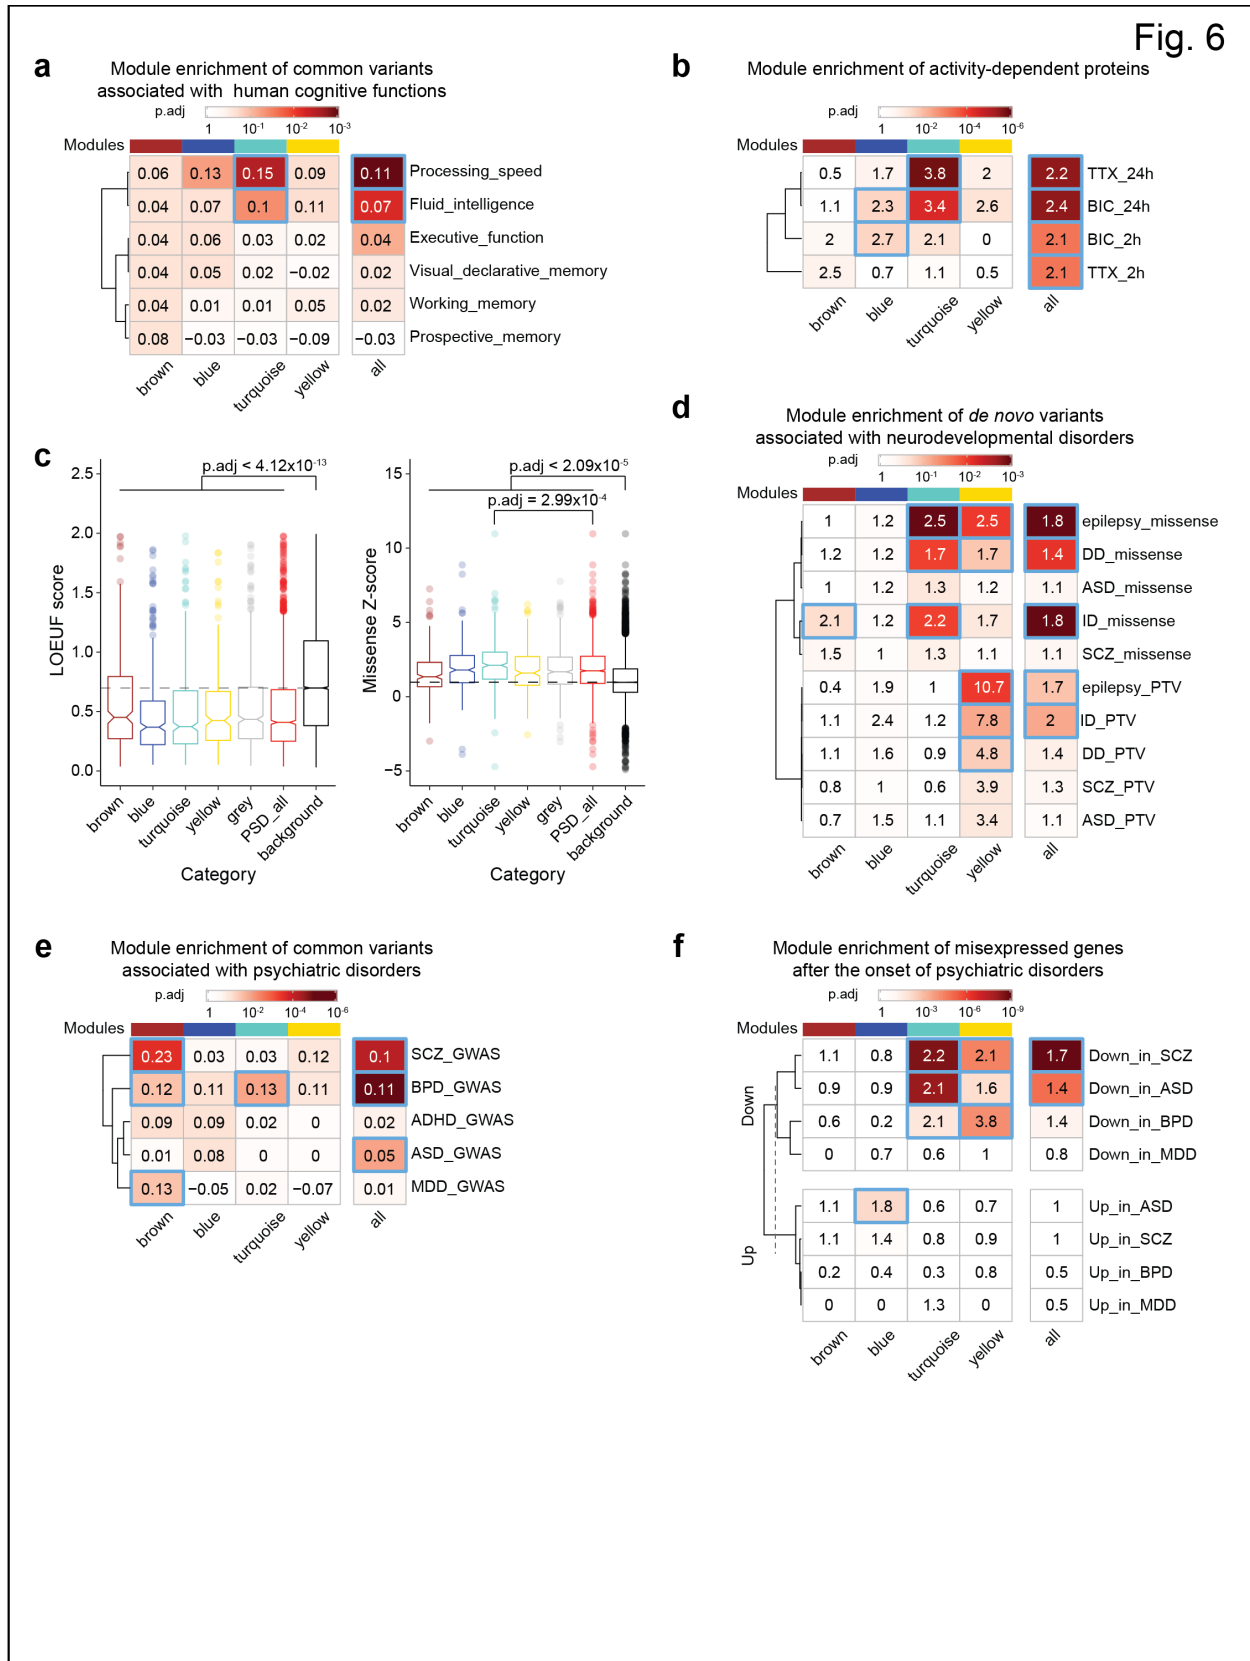 Fig. 6
a
Module enrichment of common variants
associated with human cognitive functions
p.adj
1 10-1 10-2 10-3
Modules
0.06 0.13 0.15 0.09 0.11 Processing_speed
0.04 0.07 0.1 0.11 0.07 Fluid_intelligence
0.04 0.06 0.03 0.02 0.04 Executive_function
0.04 0.05 0.02 −0.02 0.02 Visual_declarative_memory
0.04 0.01 0.01 0.05 0.02 Working_memory
0.08 −0.03 −0.03 −0.09 −0.03 Prospective_memory
brown blue turquoise yellow all
b
Module enrichment of activity-dependent proteins
p.adj
1 10-2 10-4 10-6
0.5 1.7 3.8 2 2.2 TTX_24h
1.1 2.3 3.4 2.6 2.4 BIC_24h
2 2.7 2.1 0 2.1 BIC_2h
2.5 0.7 1.1 0.5 2.1 TTX_2h
brown blue turquoise yellow all
c
p.adj < 4.12x10-13
LOEUF score
2.5
2.0
1.5
1.0
0.5
0.0
brown blue turquoise yellow grey PSD_all background
Category
p.adj < 2.09x10-5
p.adj = 2.99x10-4
Missense Z-score
15
10
5
0
−5
brown blue turquoise yellow grey PSD_all background
Category
d
Module enrichment of de novo variants
associated with neurodevelopmental disorders
p.adj
1 10-1 10-2 10-3
Modules
1 1.2 2.5 2.5 1.8 epilepsy_missense
1.2 1.2 1.7 1.7 1.4 DD_missense
1 1.2 1.3 1.2 1.1 ASD_missense
2.1 1.2 2.2 1.7 1.8 ID_missense
1.5 1 1.3 1.1 1.1 SCZ_missense
0.4 1.9 1 10.7 1.7 epilepsy_PTV
1.1 2.4 1.2 7.8 2 ID_PTV
1.1 1.6 0.9 4.8 1.4 DD_PTV
0.8 1 0.6 3.9 1.3 SCZ_PTV
0.7 1.5 1.1 3.4 1.1 ASD_PTV
brown blue turquoise yellow all
e
Module enrichment of common variants
associated with psychiatric disorders
p.adj
1 10-2 10-4 10-6
Modules
0.23 0.03 0.03 0.12 0.1 SCZ_GWAS
0.12 0.11 0.13 0.11 0.11 BPD_GWAS
0.09 0.09 0.02 0 0.02 ADHD_GWAS
0.01 0.08 0 0 0.05 ASD_GWAS
0.13 −0.05 0.02 −0.07 0.01 MDD_GWAS
brown blue turquoise yellow all
f
Module enrichment of misexpressed genes
after the onset of psychiatric disorders
p.adj
1 10-3 10-6 10-9
Modules
Down
1.1 0.8 2.2 2.1 1.7 Down_in_SCZ
0.9 0.9 2.1 1.6 1.4 Down_in_ASD
0.6 0.2 2.1 3.8 1.4 Down_in_BPD
0 0.7 0.6 1 0.8 Down_in_MDD
Up
1.1 1.8 0.6 0.7 1 Up_in_ASD
1.1 1.4 0.8 0.9 1 Up_in_SCZ
0.2 0.4 0.3 0.8 0.5 Up_in_BPD
0 0 1.3 0 0.5 Up_in_MDD
brown blue turquoise yellow all